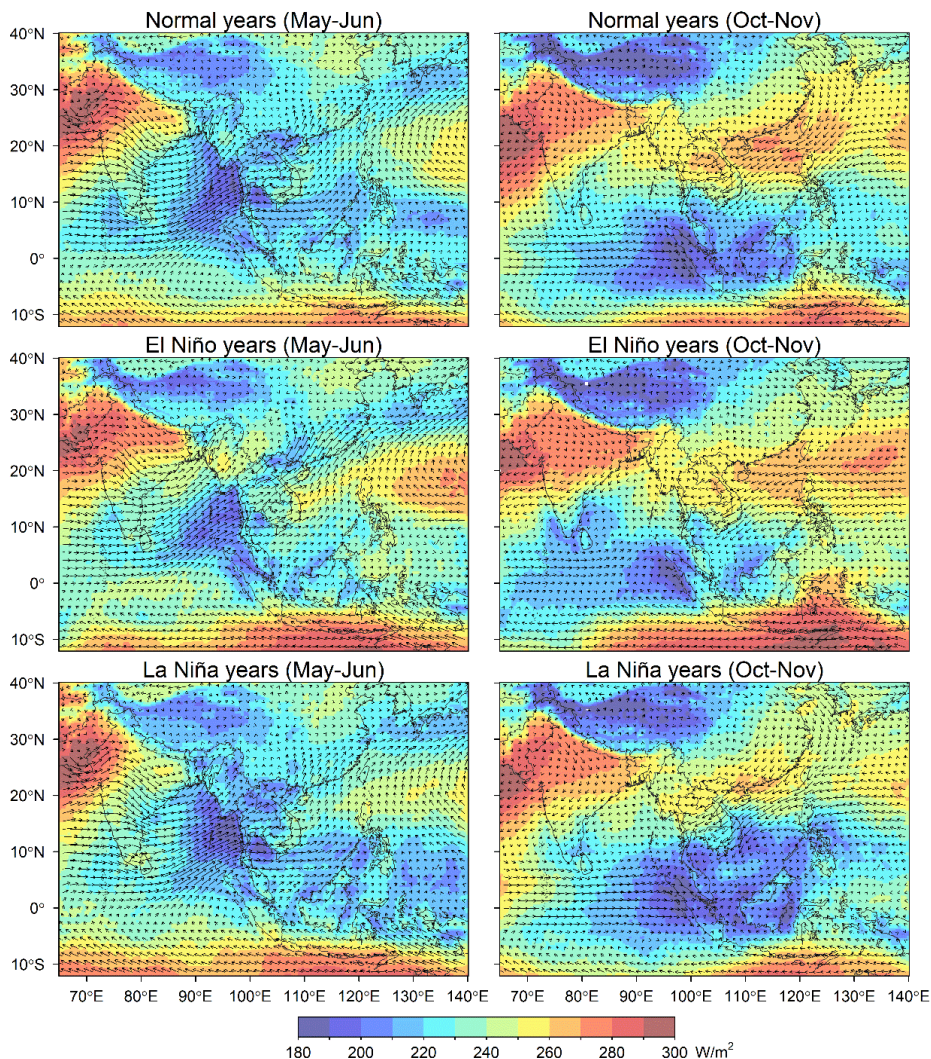 Normal years (May-Jun) Normal years (Oct-Nov)
40°N
30°N
20°N
10°N
0°
10°S
El Niño years (May-Jun) El Niño years (Oct-Nov)
40°N
30°N
20°N
10°N
0°
10°S
La Niña years (May-Jun) La Niña years (Oct-Nov)
40°N
30°N
20°N
10°N
0°
10°S
70°E 80°E 90°E 100°E 110°E 120°E 130°E 140°E 70°E 80°E 90°E 100°E 110°E 120°E 130°E 140°E
180 200 220 240 260 280 300 W/m²